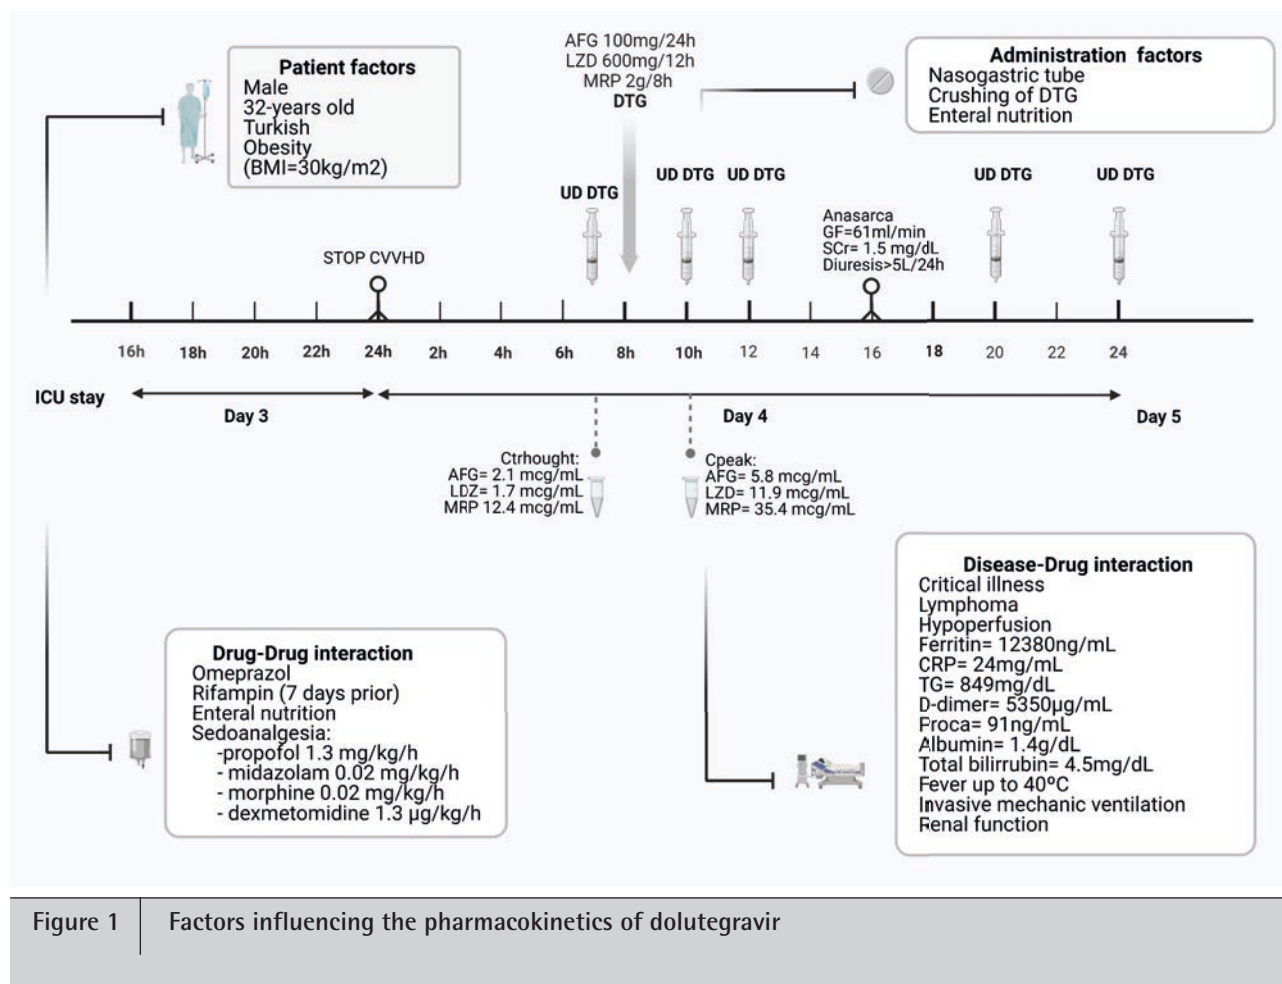 AFG 100mg/24h
LZD 600mg/12h
MRP 2g/8h
DTG
Patient factors
Male
32-years old
Turkish
Obesity
(BMI=30kg/m2)
Administration factors
Nasogastric tube
Crushing of DTG
Enteral nutrition
UD DTG
UD DTG
UD DTG
UD DTG
UD DTG
STOP CVVHD
Anasarca
GF=61ml/min
SCr= 1.5 mg/dL
Diuresis>5L/24h
16h 18h 20h 22h 24h 2h 4h 6h 8h 10h 12 14 16 18 20 22 24
ICU stay
Day 3
Day 4
Day 5
Ctrhought:
AFG= 2.1 mcg/mL
LDZ= 1.7 mcg/mL
MRP 12.4 mcg/mL
Cpeak:
AFG= 5.8 mcg/mL
LZD= 11.9 mcg/mL
MRP= 35.4 mcg/mL
Drug-Drug interaction
Omeprazol
Rifampin (7 days prior)
Enteral nutrition
Sedoanalgesia:
-propofol 1.3 mg/kg/h
- midazolam 0.02 mg/kg/h
- morphine 0.02 mg/kg/h
- dexmetomidine 1.3 µg/kg/h
Disease-Drug interaction
Critical illness
Lymphoma
Hypoperfusion
Ferritin= 12380ng/mL
CRP= 24mg/mL
TG= 849mg/dL
D-dimer= 5350µg/mL
Proca= 91ng/mL
Albumin= 1.4g/dL
Total bilirrubin= 4.5mg/dL
Fever up to 40ºC
Invasive mechanic ventilation
Renal function
Figure 1 Factors influencing the pharmacokinetics of dolutegravir